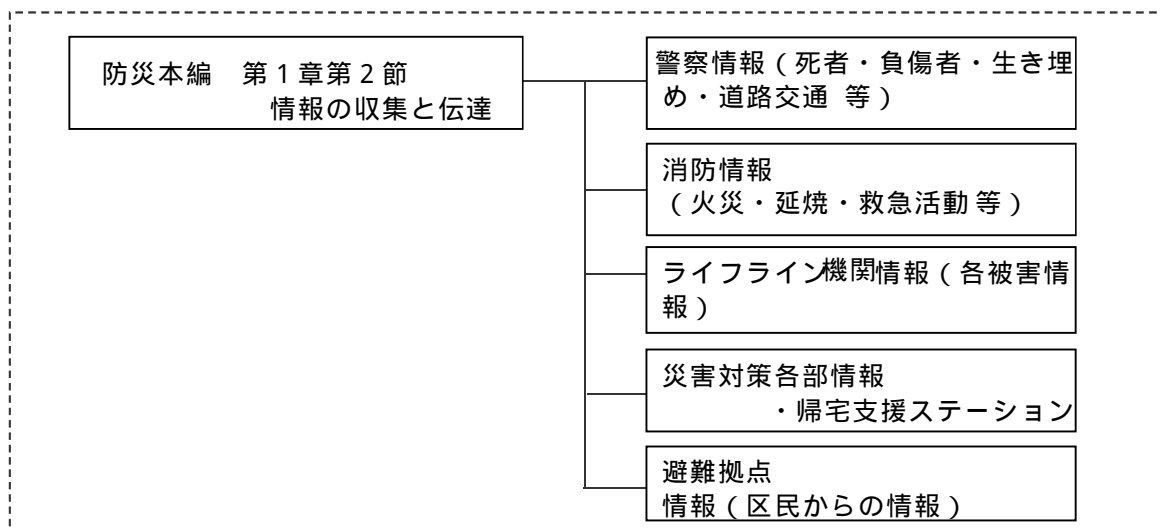 防災本編　第1章第2節
情報の収集と伝達
警察情報(死者・負傷者・生き埋
め・道路交通 等)
消防情報
(火災・延焼・救急活動 等)
ライフライン機関情報(各被害情
報)
災害対策各部情報
・帰宅支援ステーション
避難拠点
情報(区民からの情報)